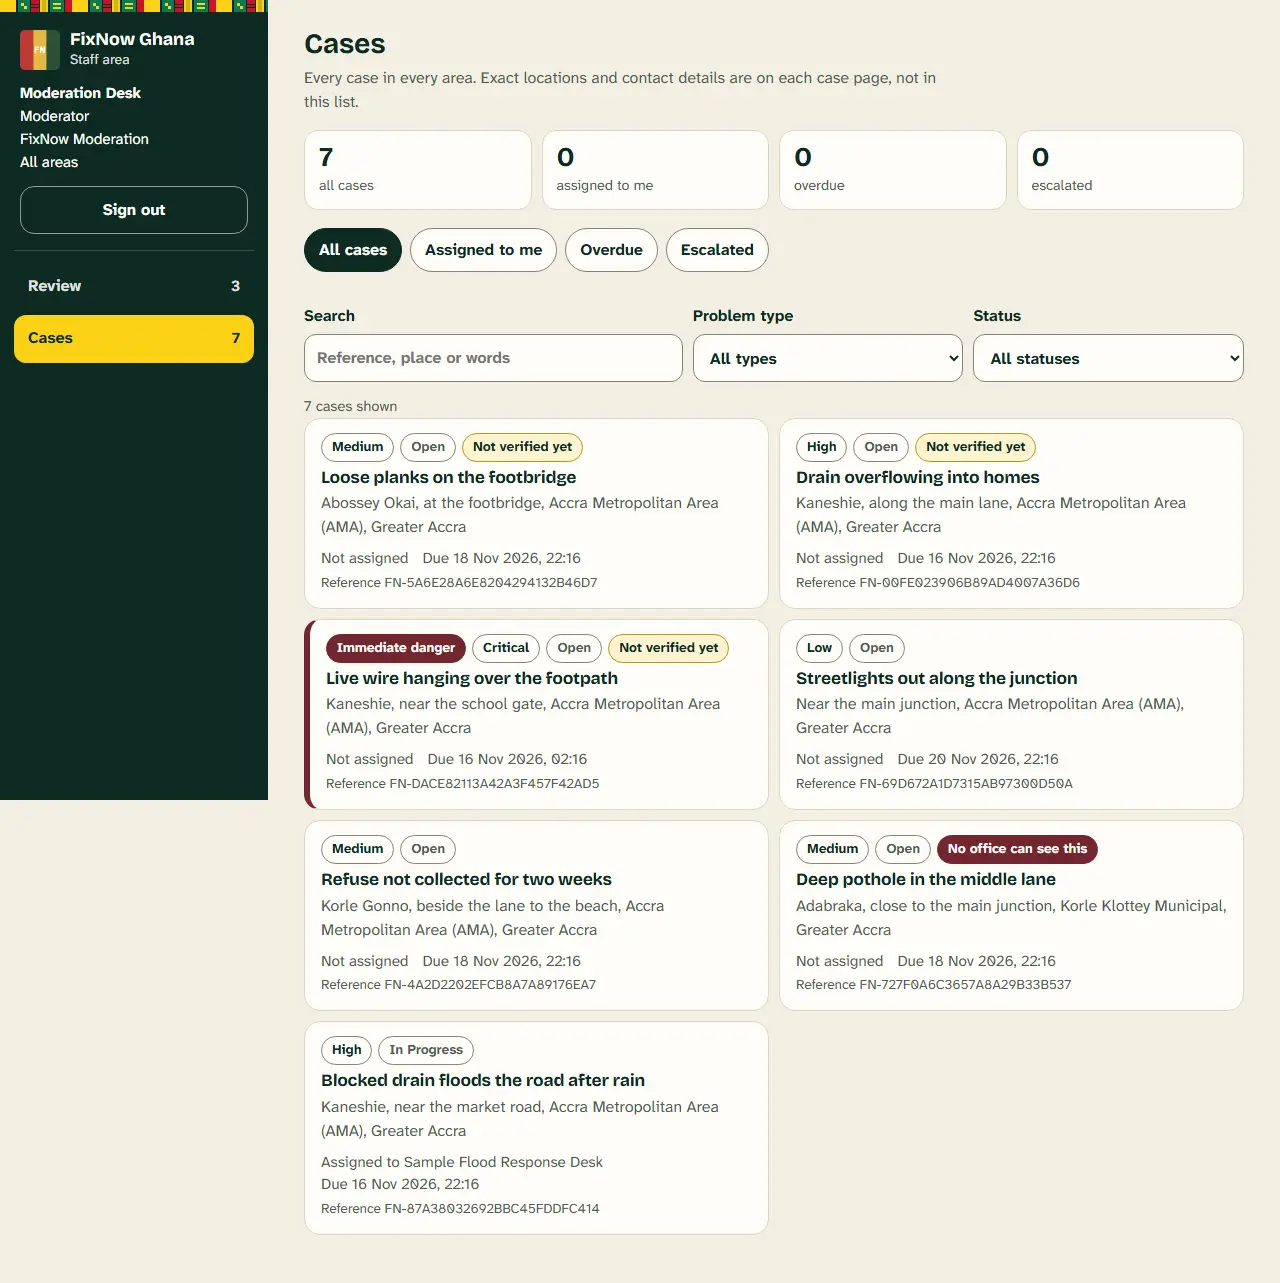 FN
FixNow Ghana
Staff area
Moderation Desk
Moderator
FixNow Moderation
All areas
Sign out
Review 3
Cases 7
Cases
Every case in every area. Exact locations and contact details are on each case page, not in
this list.
7
all cases
0
assigned to me
0
overdue
0
escalated
All cases
Assigned to me
Overdue
Escalated
Search
Reference, place or words
Problem type
All types
Status
All statuses
7 cases shown
Medium Open Not verified yet
Loose planks on the footbridge
Abossey Okai, at the footbridge, Accra Metropolitan Area
(AMA), Greater Accra
Not assigned Due 18 Nov 2026, 22:16
Reference FN-5A6E28A6E8204294132B46D7
High Open Not verified yet
Drain overflowing into homes
Kaneshie, along the main lane, Accra Metropolitan Area
(AMA), Greater Accra
Not assigned Due 16 Nov 2026, 22:16
Reference FN-00FE023906B89AD4007A36D6
Immediate danger Critical Open Not verified yet
Live wire hanging over the footpath
Kaneshie, near the school gate, Accra Metropolitan Area
(AMA), Greater Accra
Not assigned Due 16 Nov 2026, 02:16
Reference FN-DACE82113A42A3F457F42AD5
Low Open
Streetlights out along the junction
Near the main junction, Accra Metropolitan Area (AMA),
Greater Accra
Not assigned Due 20 Nov 2026, 22:16
Reference FN-69D672A1D7315AB97300D50A
Medium Open
Refuse not collected for two weeks
Korle Gonno, beside the lane to the beach, Accra
Metropolitan Area (AMA), Greater Accra
Not assigned Due 18 Nov 2026, 22:16
Reference FN-4A2D2202EFCB8A7A89176EA7
Medium Open No office can see this
Deep pothole in the middle lane
Adabraka, close to the main junction, Korle Klottey Municipal,
Greater Accra
Not assigned Due 18 Nov 2026, 22:16
Reference FN-727F0A6C3657A8A29B33B537
High In Progress
Blocked drain floods the road after rain
Kaneshie, near the market road, Accra Metropolitan Area
(AMA), Greater Accra
Assigned to Sample Flood Response Desk
Due 16 Nov 2026, 22:16
Reference FN-87A38032692BBC45FDDFC414